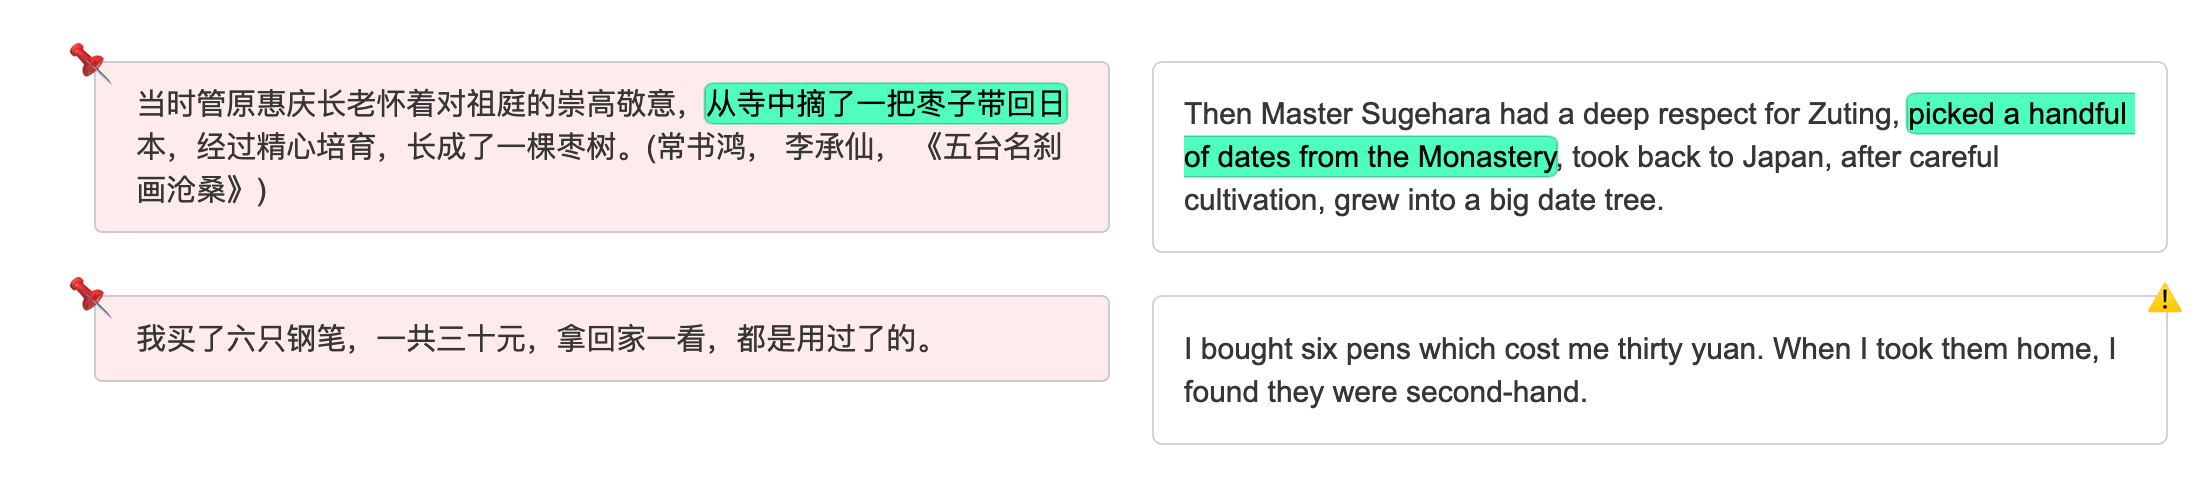 当时管原惠庆长老怀着对祖庭的崇高敬意，从寺中摘了一把枣子带回日
本，经过精心培育，长成了一棵枣树。(常书鸿， 李承仙， 《五台名刹
画沧桑》)
Then Master Sugehara had a deep respect for Zuting, picked a handful
of dates from the Monastery, took back to Japan, after careful
cultivation, grew into a big date tree.
我买了六只钢笔，一共三十元，拿回家一看，都是用过了的。
I bought six pens which cost me thirty yuan. When I took them home, I
found they were second-hand.